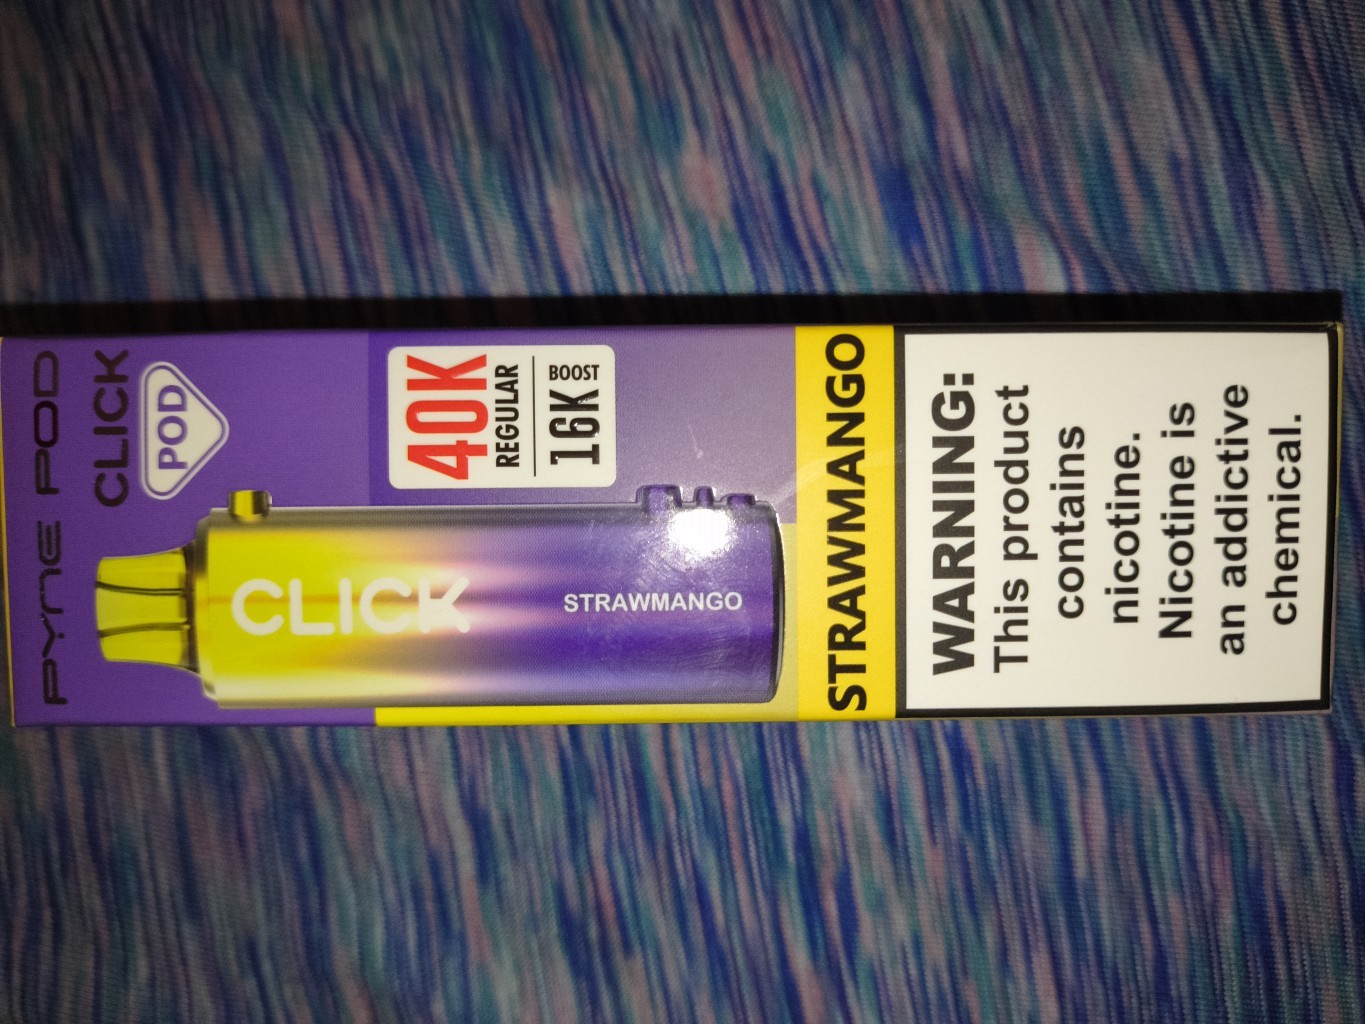 PYNE POD
CLICK
POD
40K
REGULAR
16K
BOOST
CLICK
STRAWMANGO
STRAWMANGO
WARNING:
This product
contains
nicotine.
Nicotine is
an addictive
chemical.